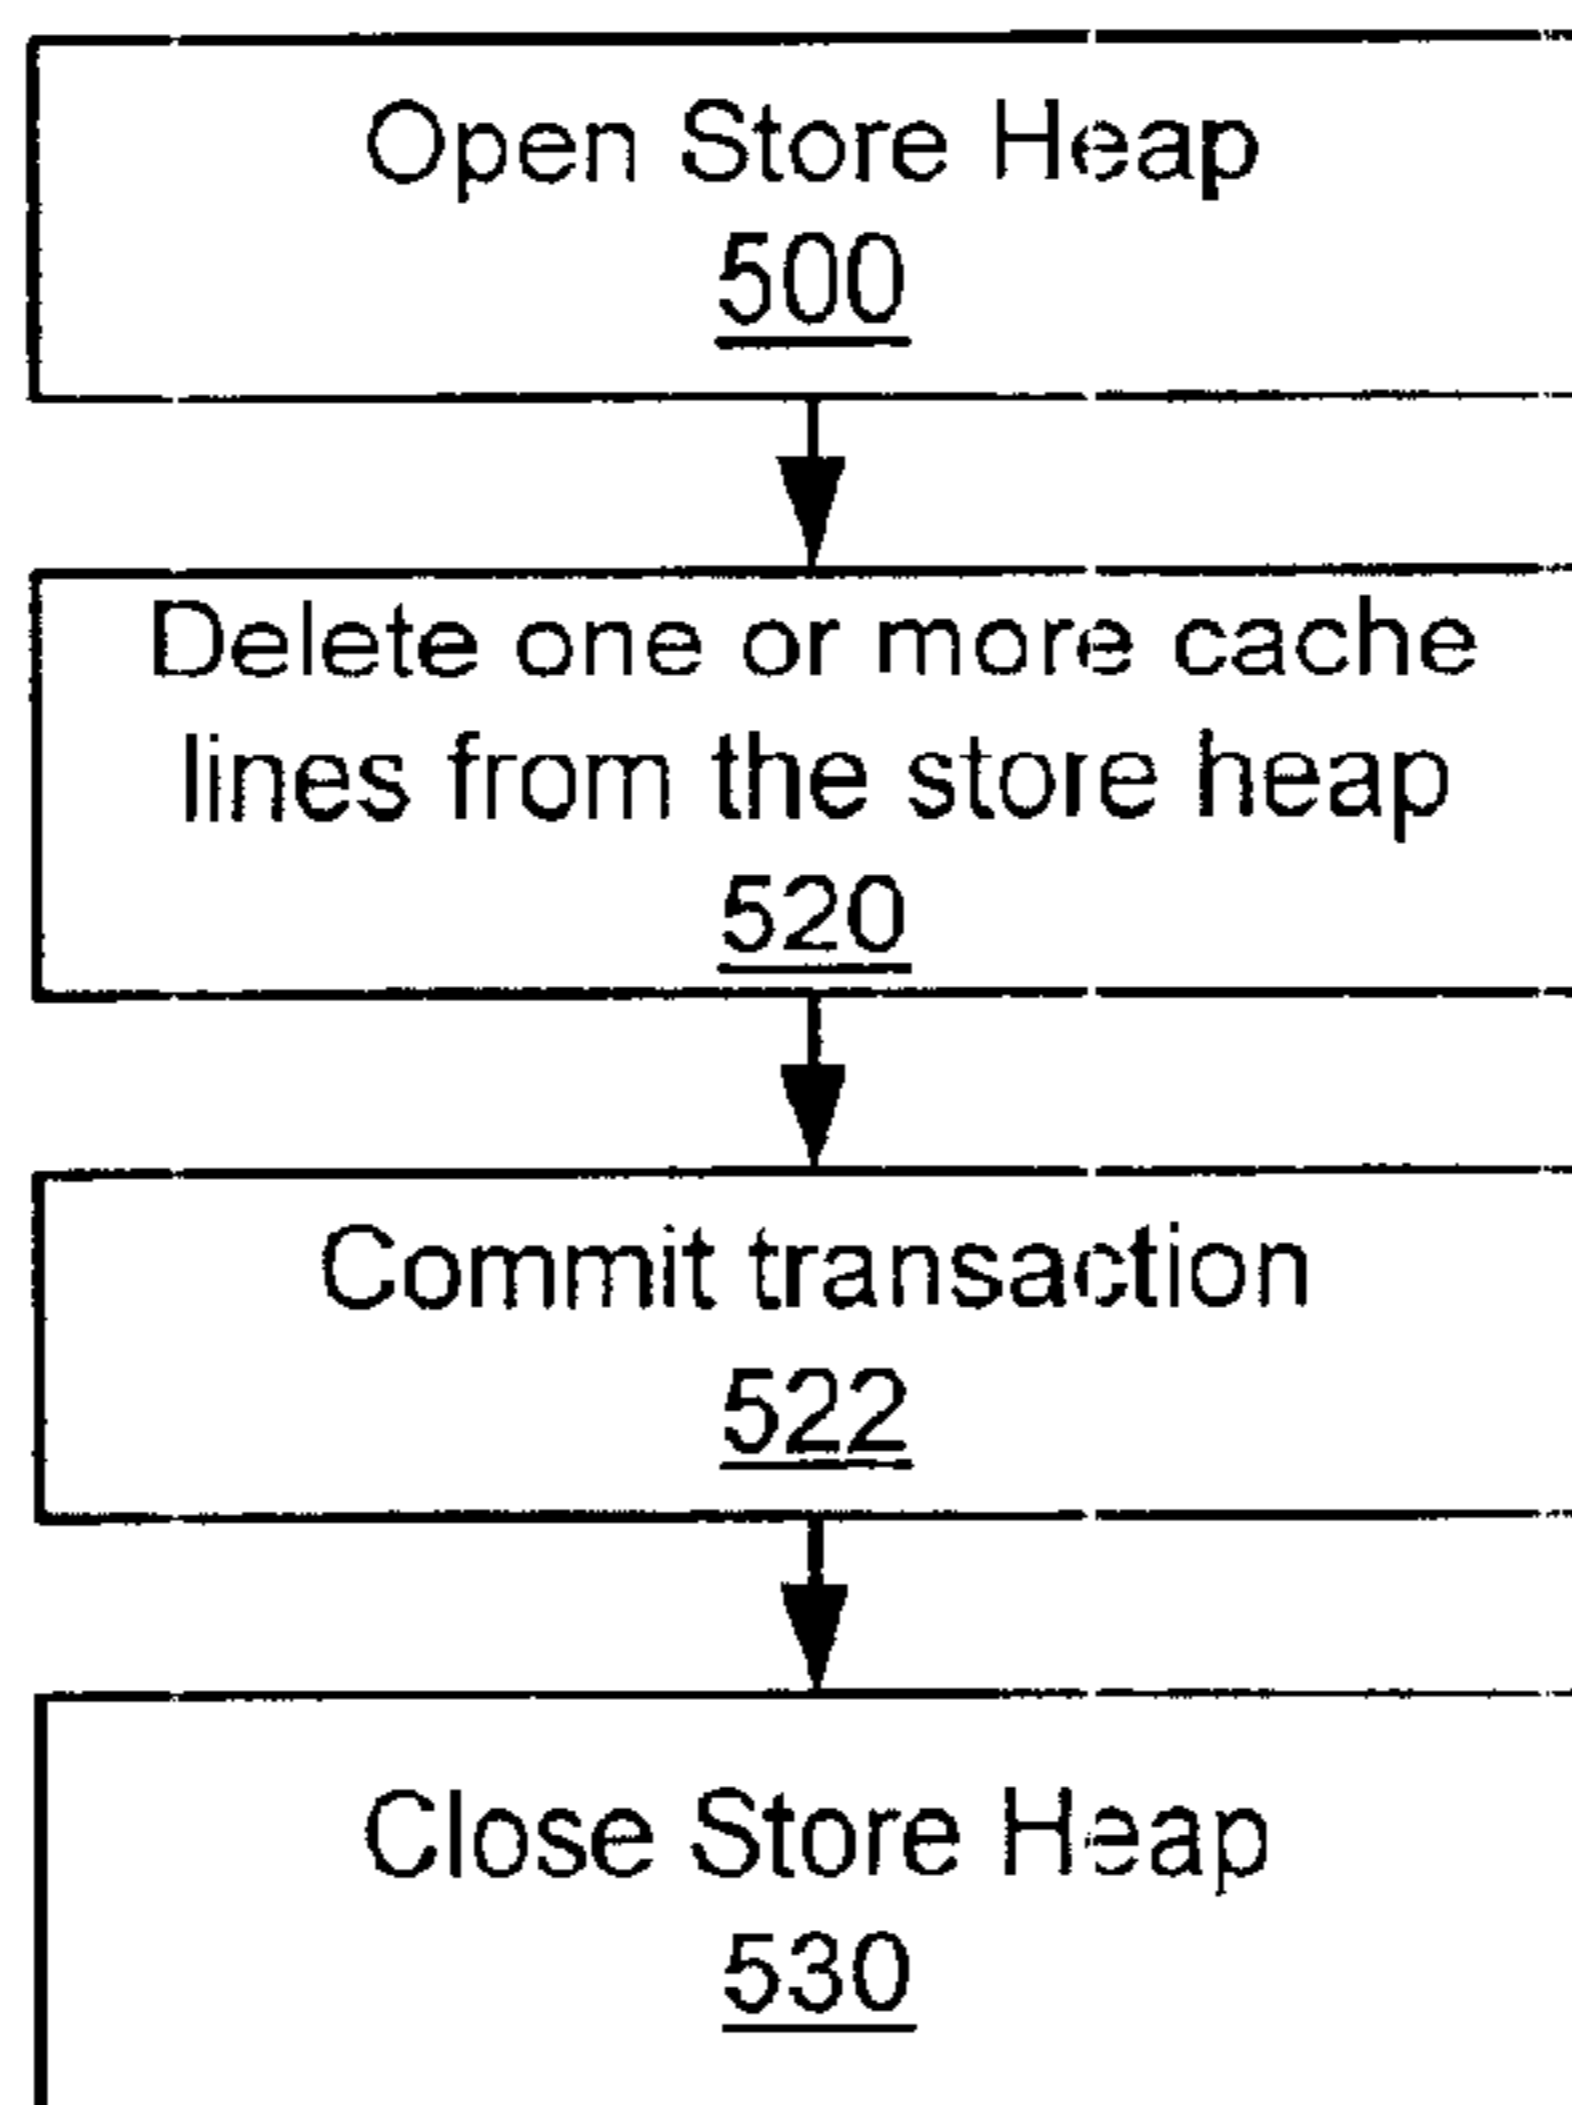 Open Store Heap
500
Delete one or more cache
lines from the store heap
520
Commit transaction
522
Close Store Heap
530